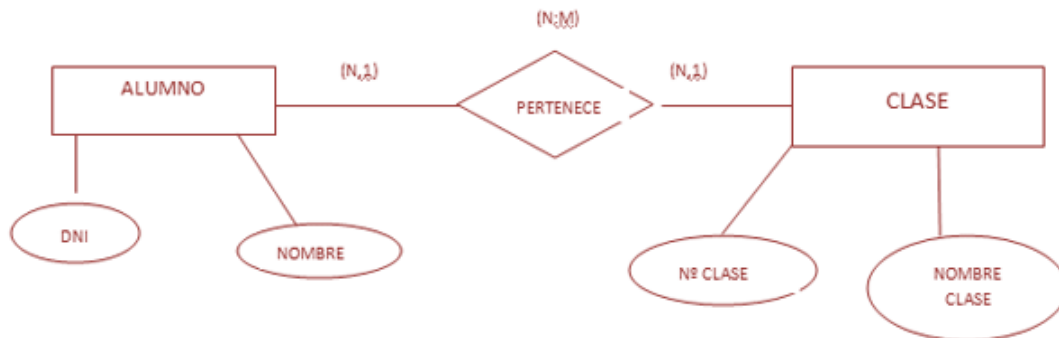 (N:M)
(N,1)
(N,1)
ALUMNO
PERTENECE
CLASE
DNI
NOMBRE
Nº CLASE
NOMBRE
CLASE